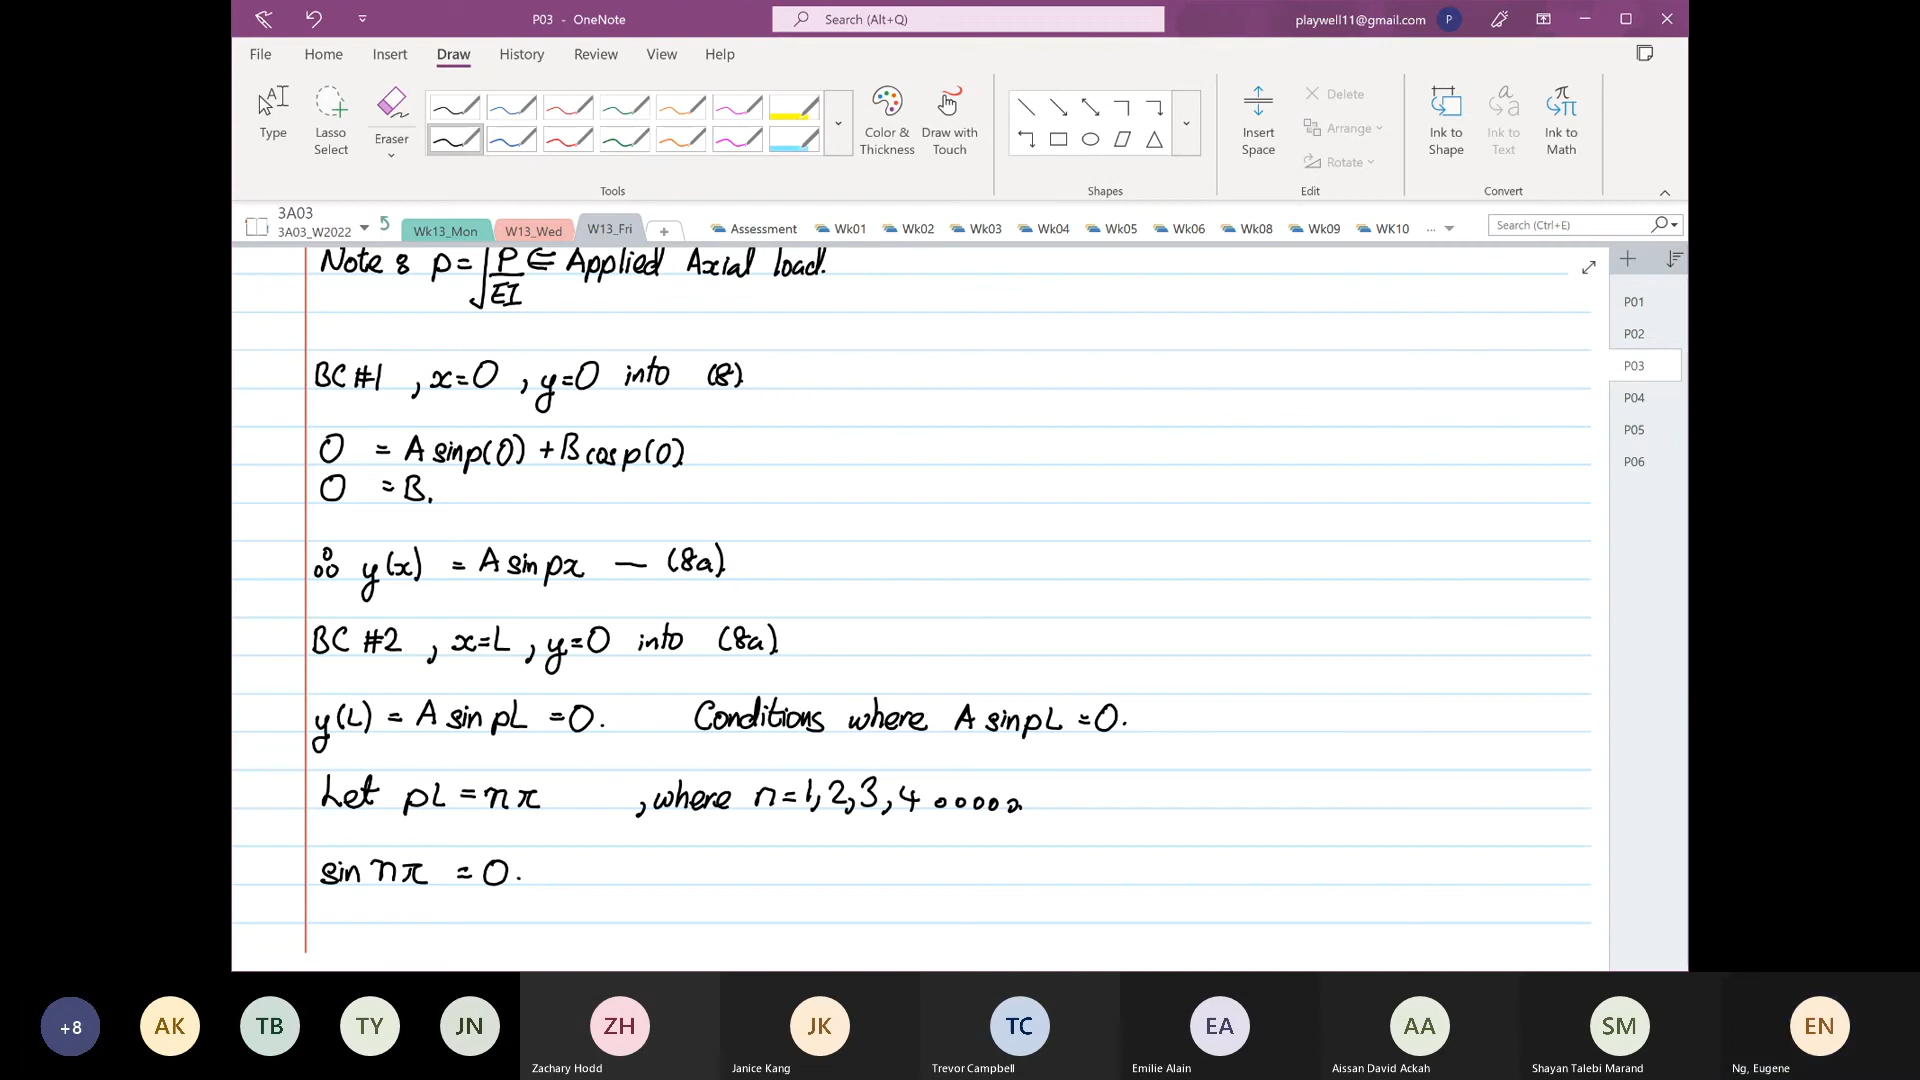 P03 - OneNote
Search (Alt+Q)
playwell11@gmail.com
P
File Home Insert Draw History Review View Help
Type
Lasso Select
Eraser
Color & Thickness
Draw with Touch
Insert Space
Delete
Arrange
Rotate
Ink to Shape
Ink to Text
Ink to Math
Tools Shapes Edit Convert
3A03
3A03_W2022
Wk13_Mon W13_Wed W13_Fri + Assessment Wk01 Wk02 Wk03 Wk04 Wk05 Wk06 Wk08 Wk09 WK10 ...
Search (Ctrl+E)
P01
P02
P03
P04
P05
P06
Note : p = √(P/EI) ⇐ Applied Axial load.
BC #1 , x=0 , y=0 into (8)
0 = A sin p(0) + B cos p(0)
0 = B.
∴ y(x) = A sin px — (8a)
BC #2 , x=L , y=0 into (8a)
y(L) = A sin pL = 0. Conditions where A sin pL = 0.
Let pL = nπ , where n = 1, 2, 3, 4 .....
sin nπ = 0.
+8 AK TB TY JN ZH JK TC EA AA SM EN
Zachary Hodd Janice Kang Trevor Campbell Emilie Alain Aissan David Ackah Shayan Talebi Marand Ng, Eugene